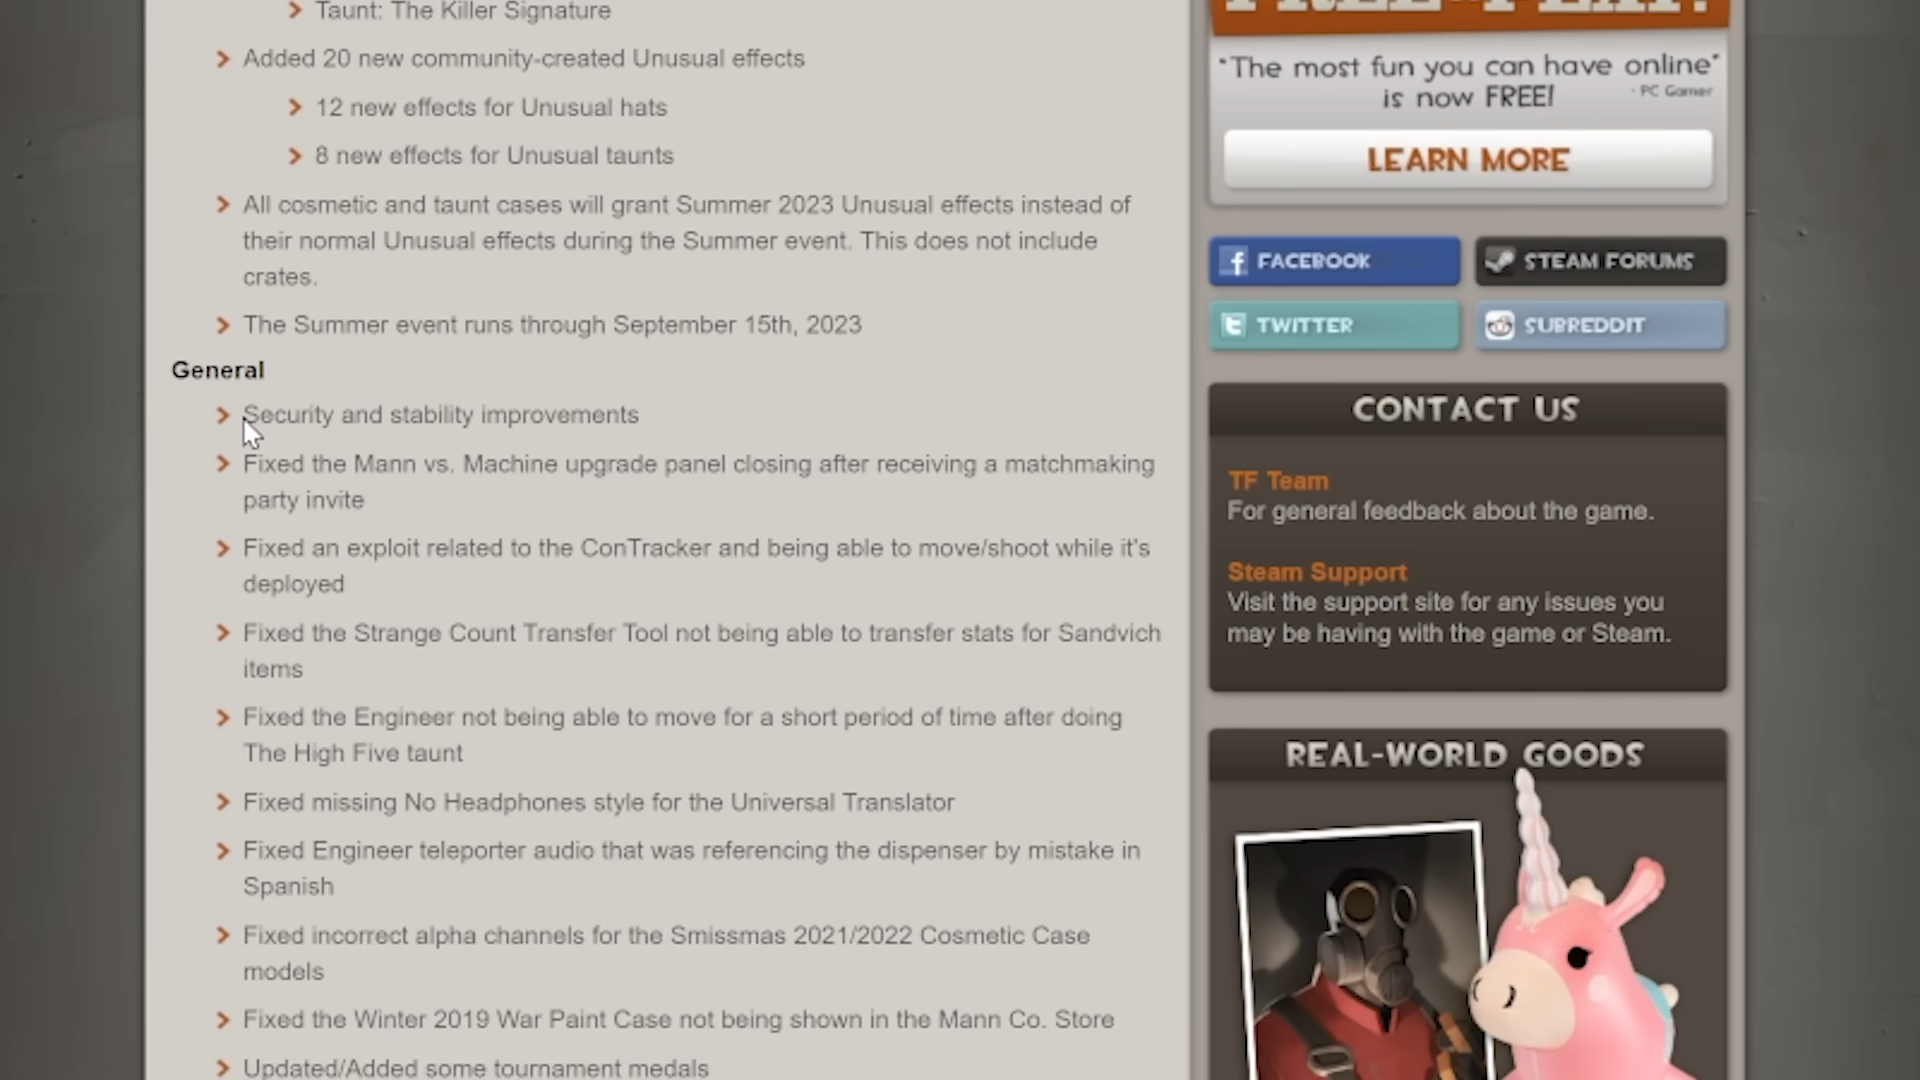 Taunt: The Killer Signature
Added 20 new community-created Unusual effects
12 new effects for Unusual hats
8 new effects for Unusual taunts
All cosmetic and taunt cases will grant Summer 2023 Unusual effects instead of
their normal Unusual effects during the Summer event. This does not include
crates.
The Summer event runs through September 15th, 2023
General
Security and stability improvements
Fixed the Mann vs. Machine upgrade panel closing after receiving a matchmaking
party invite
Fixed an exploit related to the ConTracker and being able to move/shoot while it's
deployed
Fixed the Strange Count Transfer Tool not being able to transfer stats for Sandvich
items
Fixed the Engineer not being able to move for a short period of time after doing
The High Five taunt
Fixed missing No Headphones style for the Universal Translator
Fixed Engineer teleporter audio that was referencing the dispenser by mistake in
Spanish
Fixed incorrect alpha channels for the Smissmas 2021/2022 Cosmetic Case
models
Fixed the Winter 2019 War Paint Case not being shown in the Mann Co. Store
Updated/Added some tournament medals
"The most fun you can have online"
is now FREE! - PC Gamer
LEARN MORE
FACEBOOK
STEAM FORUMS
TWITTER
SUBREDDIT
CONTACT US
TF Team
For general feedback about the game.
Steam Support
Visit the support site for any issues you
may be having with the game or Steam.
REAL-WORLD GOODS